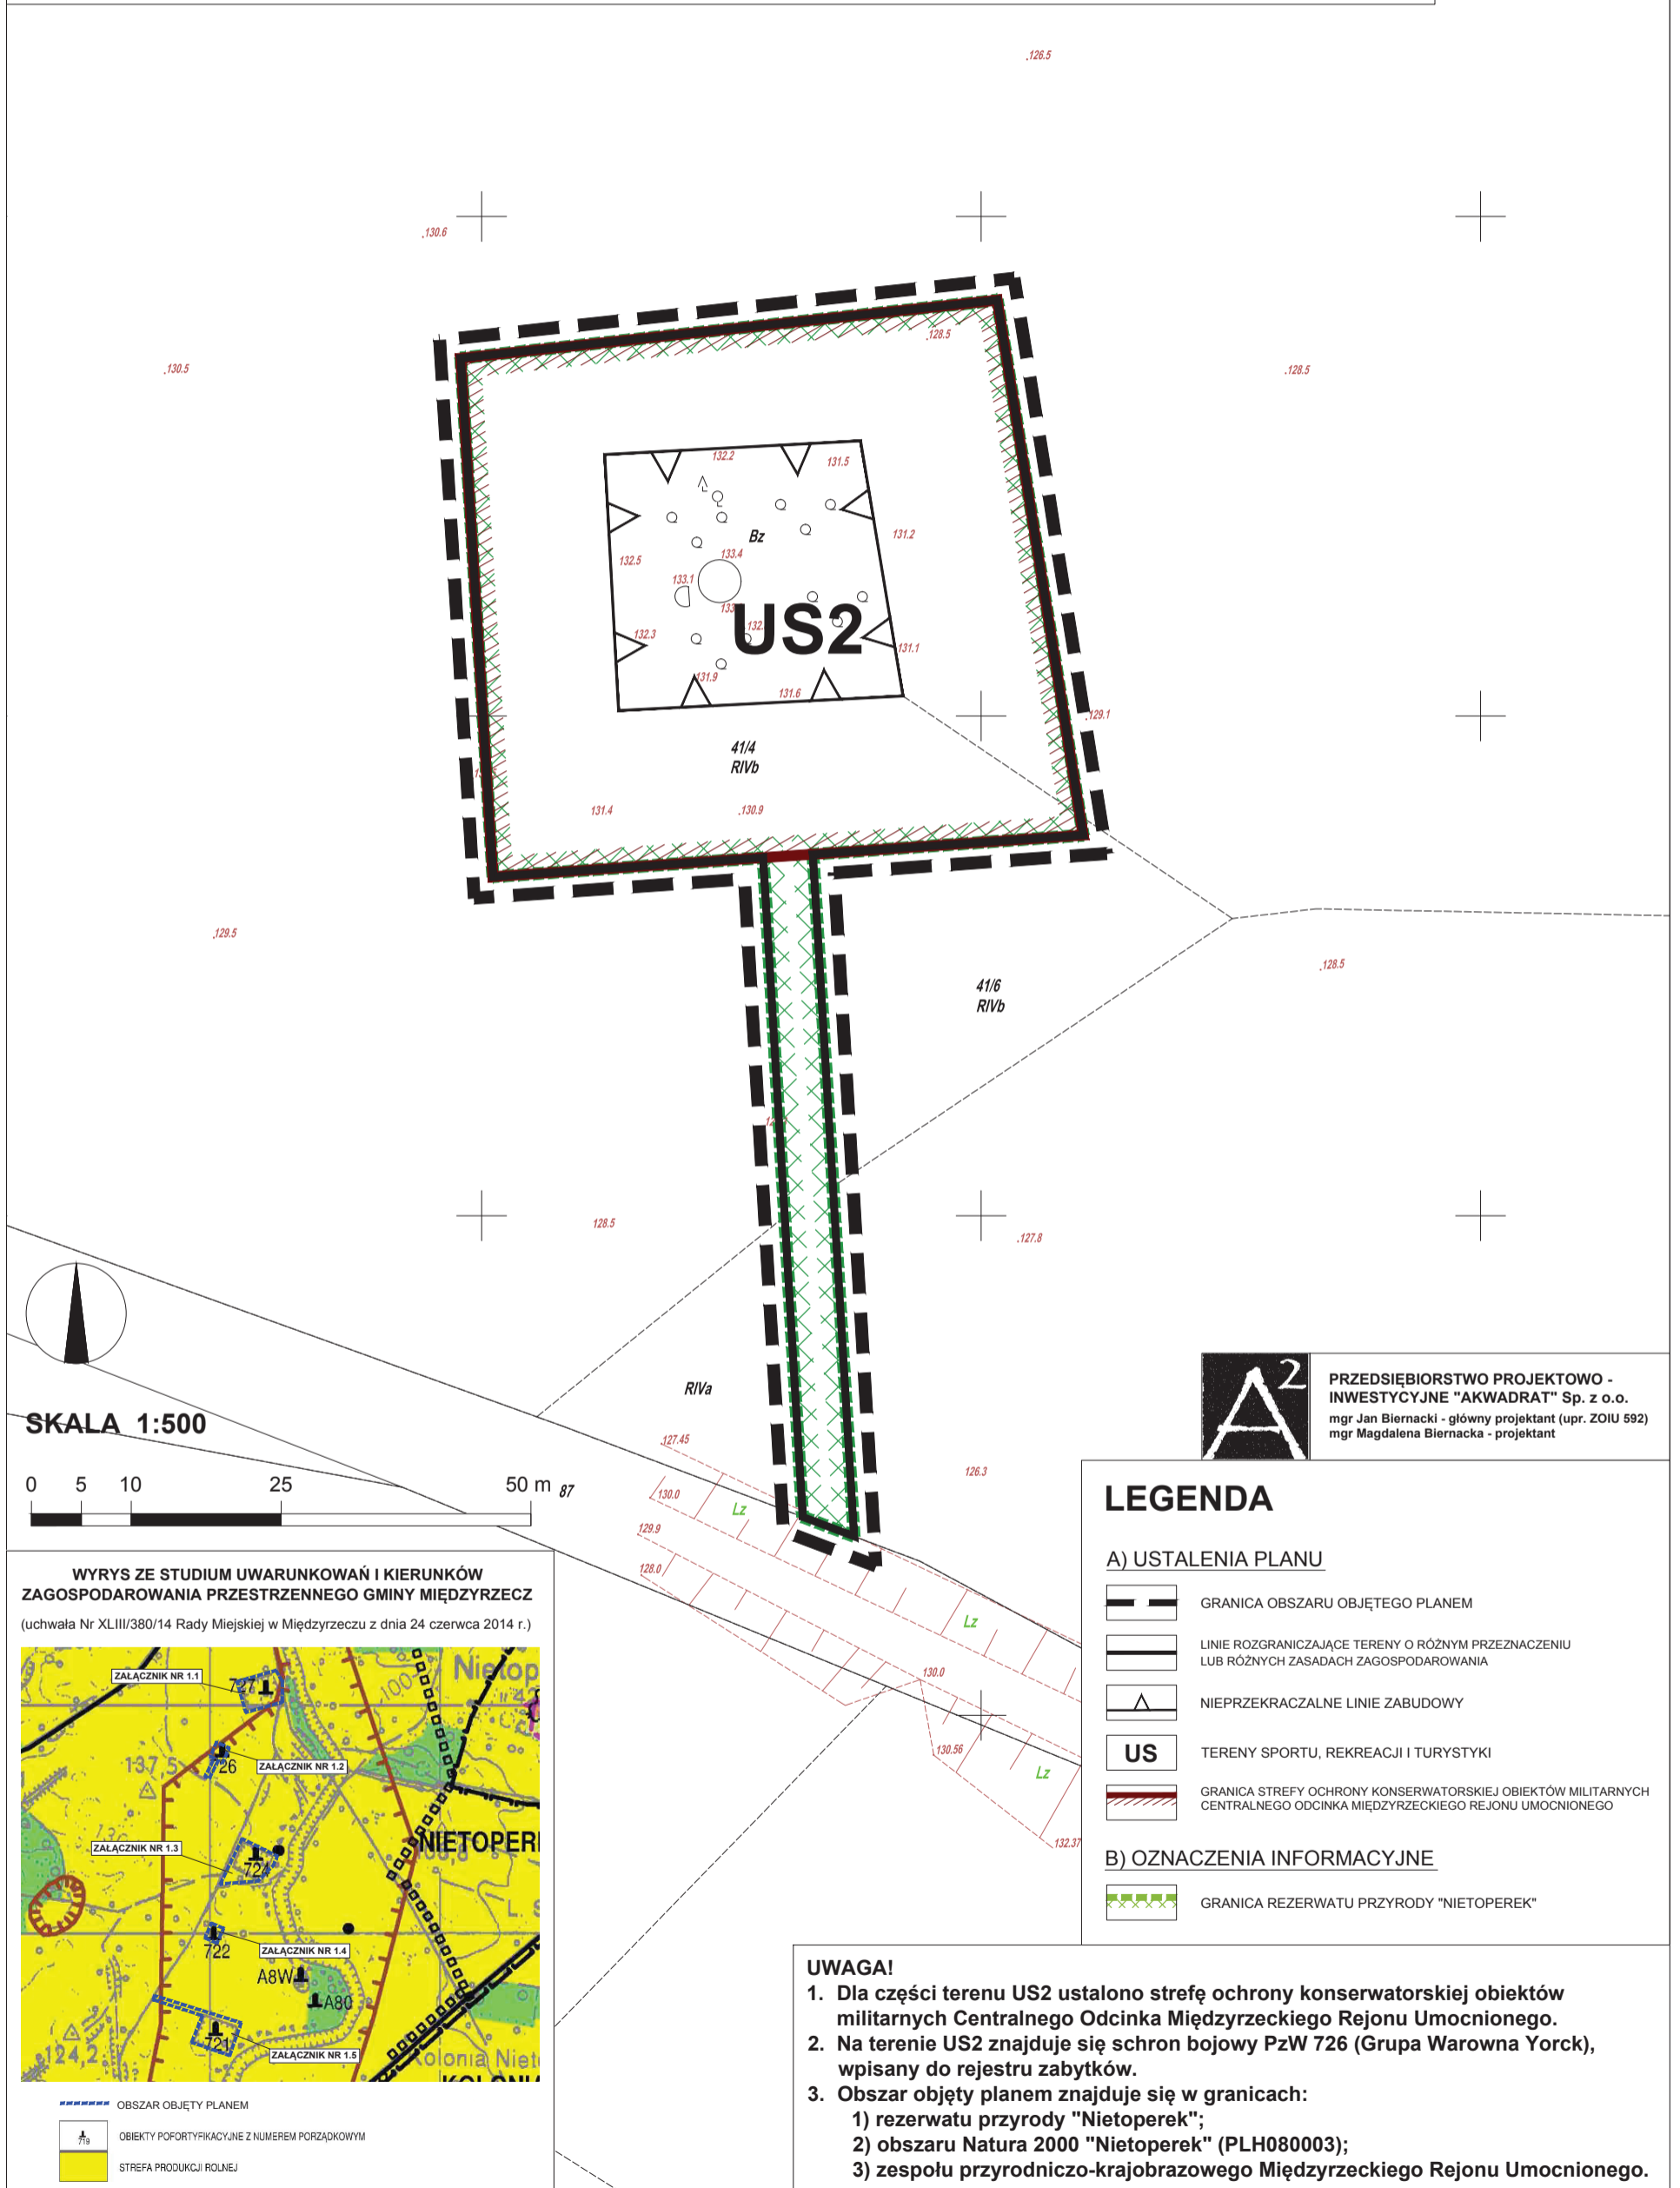 .126.5
.130.6
.130.5
.128.5
.128.5
132.2
131.5
Bz
131.2
132.5
133.4
133.1
US2
132.3
131.1
131.9
131.6
.129.1
41/4
RIVb
131.4
.130.9
.129.5
.128.5
41/6
RIVb
128.5
.127.8
RIVa
SKALA 1:500
0 5 10 25 50 m
87
.127.45
130.0
Lz
129.9
128.0
126.3
Lz
130.0
130.56
Lz
132.37
A2
PRZEDSIĘBIORSTWO PROJEKTOWO -
INWESTYCYJNE "AKWADRAT" Sp. z o.o.
mgr Jan Biernacki - główny projektant (upr. ZOIU 592)
mgr Magdalena Biernacka - projektant
LEGENDA
A) USTALENIA PLANU
GRANICA OBSZARU OBJĘTEGO PLANEM
LINIE ROZGRANICZAJĄCE TERENY O RÓŻNYM PRZEZNACZENIU
LUB RÓŻNYCH ZASADACH ZAGOSPODAROWANIA
NIEPRZEKRACZALNE LINIE ZABUDOWY
US TERENY SPORTU, REKREACJI I TURYSTYKI
GRANICA STREFY OCHRONY KONSERWATORSKIEJ OBIEKTÓW MILITARNYCH
CENTRALNEGO ODCINKA MIĘDZYRZECKIEGO REJONU UMOCNIONEGO
B) OZNACZENIA INFORMACYJNE
GRANICA REZERWATU PRZYRODY "NIETOPEREK"
WYRYS ZE STUDIUM UWARUNKOWAŃ I KIERUNKÓW
ZAGOSPODAROWANIA PRZESTRZENNEGO GMINY MIĘDZYRZECZ
(uchwała Nr XLIII/380/14 Rady Miejskiej w Międzyrzeczu z dnia 24 czerwca 2014 r.)
ZAŁĄCZNIK NR 1.1
Nietop
100
137,5
26
ZAŁĄCZNIK NR 1.2
ZAŁĄCZNIK NR 1.3
NIETOPER
724
722
ZAŁĄCZNIK NR 1.4
A8W
A80
721
124,2
ZAŁĄCZNIK NR 1.5
Kolonia Niet
KOLONIA
OBSZAR OBJĘTY PLANEM
719 OBIEKTY POFORTYFIKACYJNE Z NUMEREM PORZĄDKOWYM
STREFA PRODUKCJI ROLNEJ
UWAGA!
1. Dla części terenu US2 ustalono strefę ochrony konserwatorskiej obiektów
militarnych Centralnego Odcinka Międzyrzeckiego Rejonu Umocnionego.
2. Na terenie US2 znajduje się schron bojowy PzW 726 (Grupa Warowna Yorck),
wpisany do rejestru zabytków.
3. Obszar objęty planem znajduje się w granicach:
1) rezerwatu przyrody "Nietoperek";
2) obszaru Natura 2000 "Nietoperek" (PLH080003);
3) zespołu przyrodniczo-krajobrazowego Międzyrzeckiego Rejonu Umocnionego.